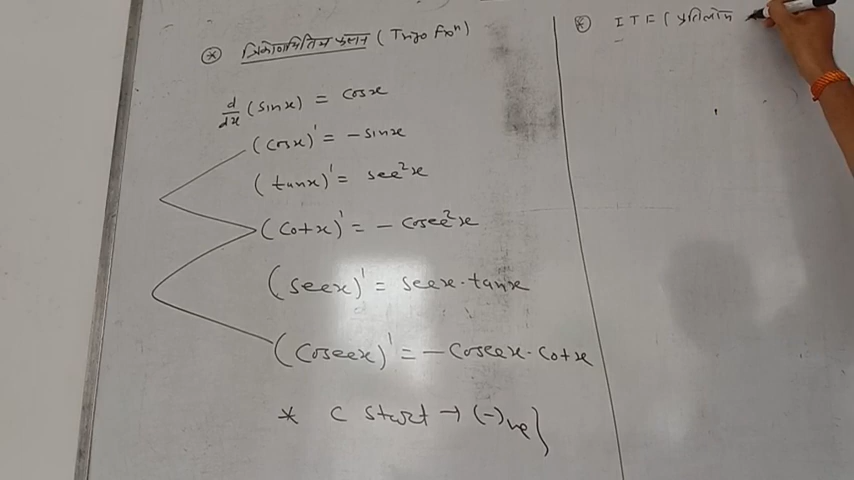 * त्रिकोणमितिय फलन (Trigo Fxⁿ)
d/dx (sinx) = cosx
(cosx)' = -sinx
(tanx)' = sec²x
(cotx)' = - cosec²x
(secx)' = secx·tanx
(cosecx)' = -cosecx·cotx
* C start → (-)ve}
* ITF (प्रतिलोम